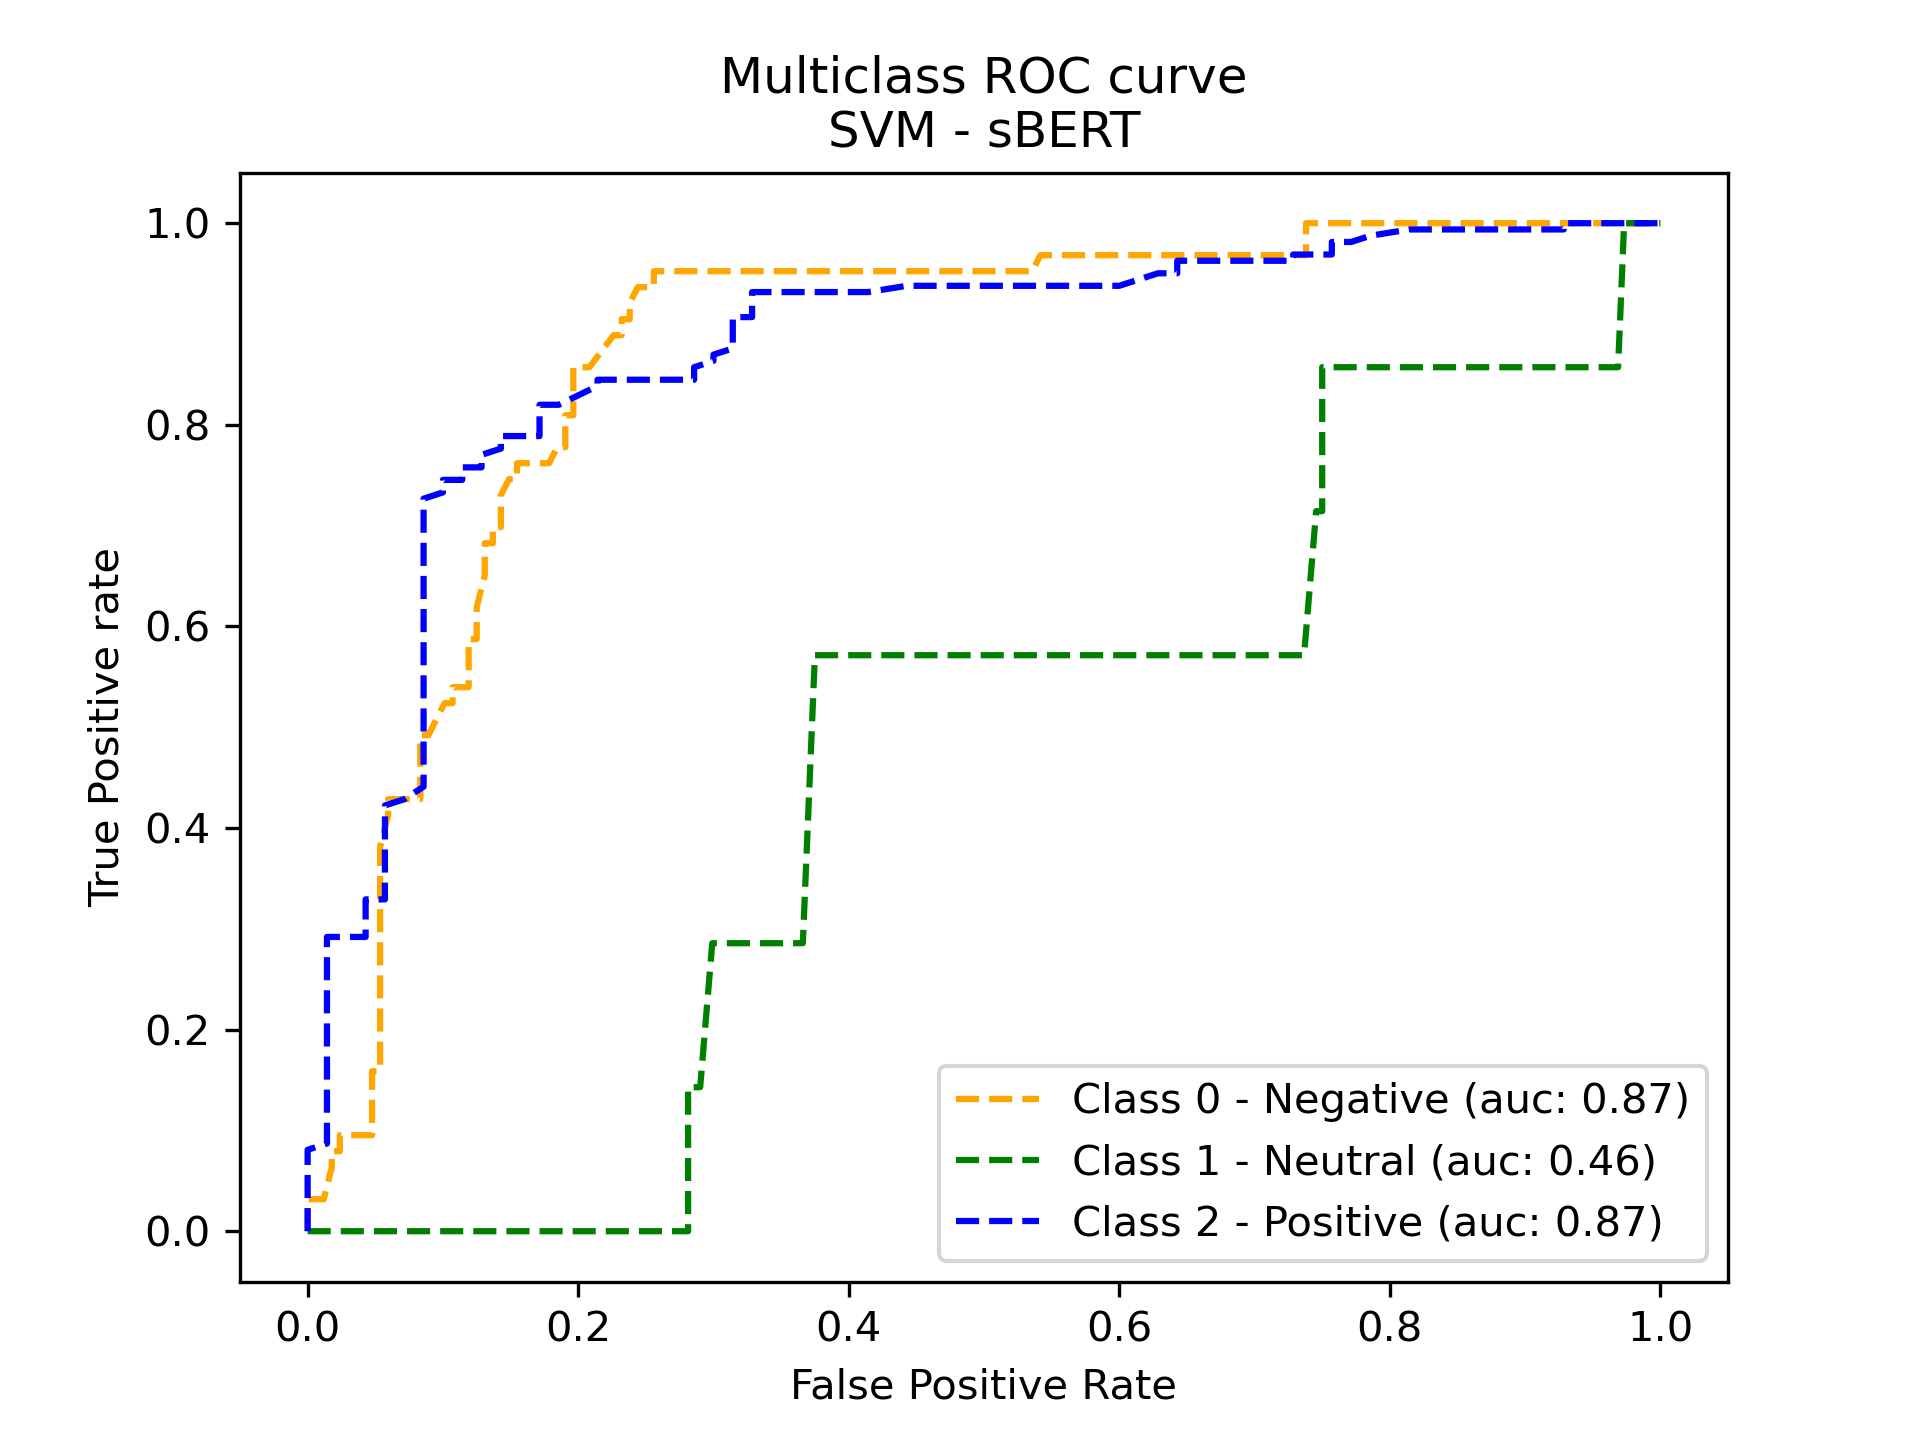 Multiclass ROC curve
SVM - sBERT
True Positive rate
1.0
0.8
0.6
0.4
0.2
0.0
Class 0 - Negative (auc: 0.87)
Class 1 - Neutral (auc: 0.46)
Class 2 - Positive (auc: 0.87)
0.0 0.2 0.4 0.6 0.8 1.0
False Positive Rate